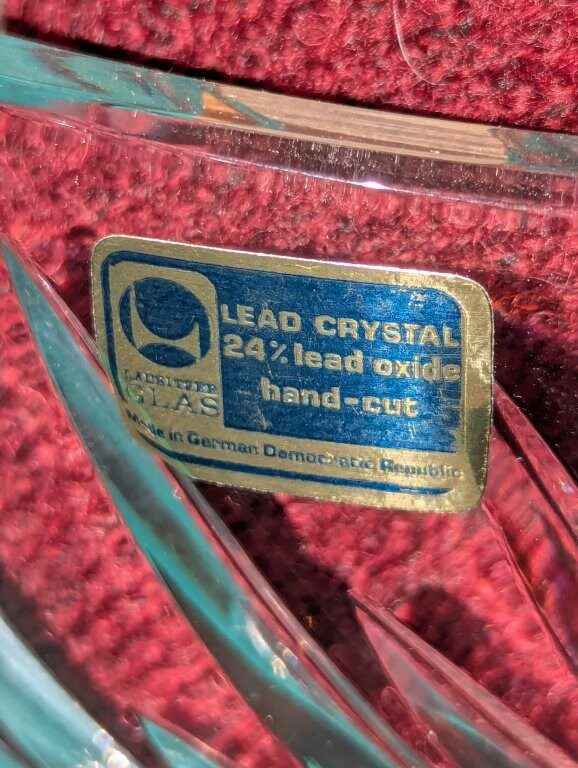 LEAD CRYSTAL
24% lead oxide
hand-cut
LAUSITZER
GLAS
Made in German Democratic Republic